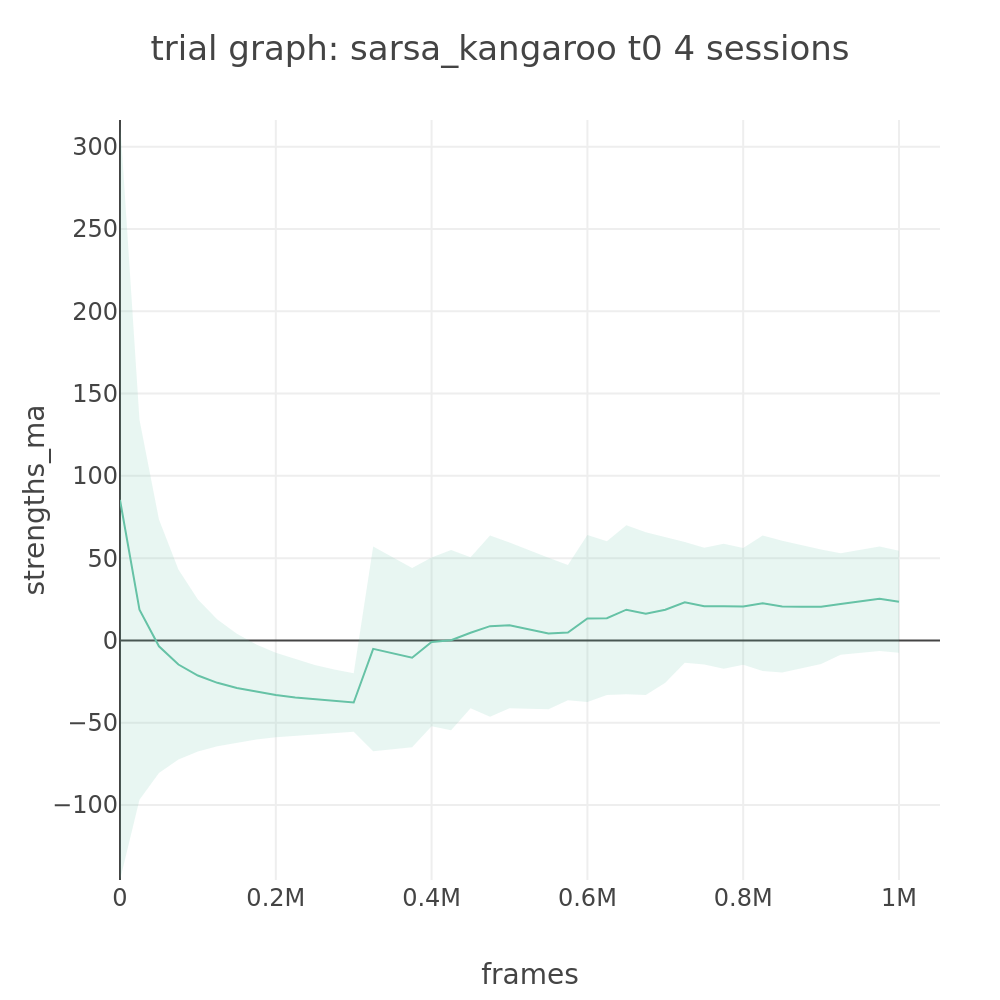 trial graph: sarsa_kangaroo t0 4 sessions
strengths_ma
300
250
200
150
100
50
0
−50
−100
0
0.2M
0.4M
0.6M
0.8M
1M
frames